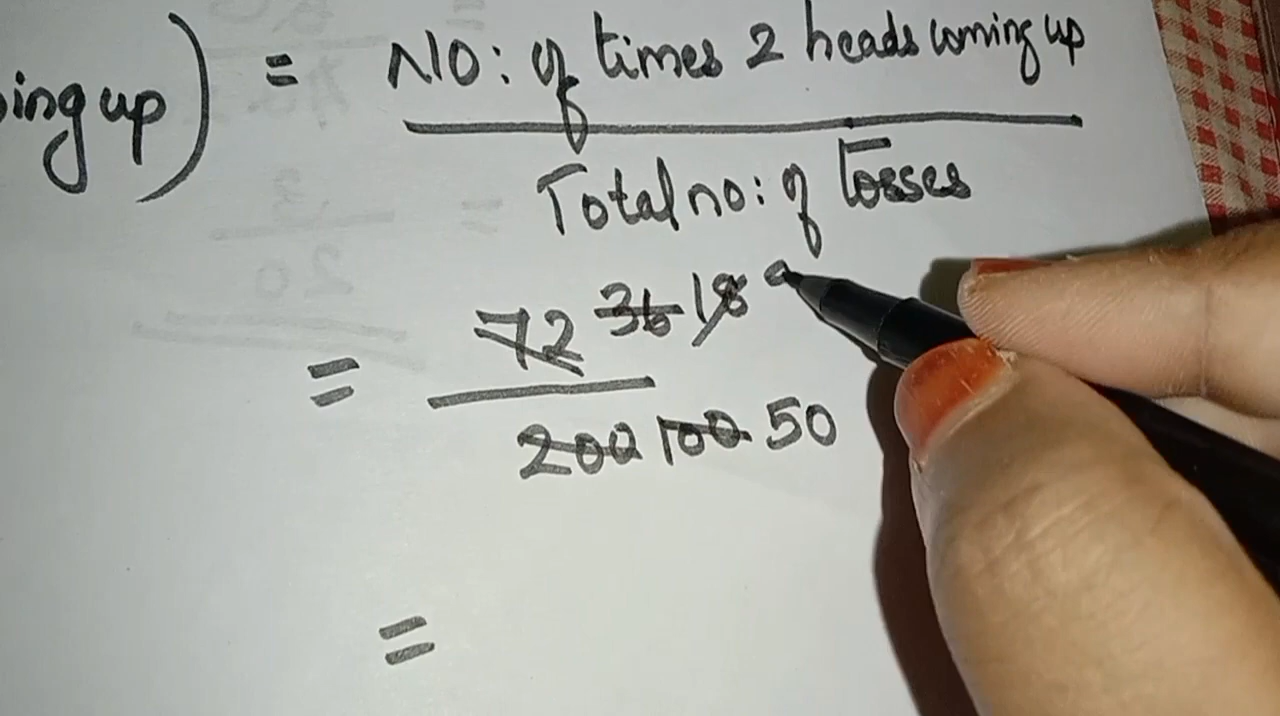 ing up) = NO: of times 2 heads coming up
Total no: of Tosses
= 72 36 18 9
200 100 50
=